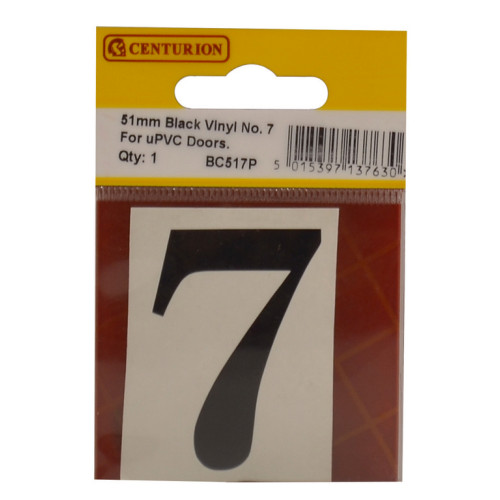 CENTURION
51mm Black Vinyl No. 7
For uPVC Doors.
Qty: 1 BC517P
5 015397 137630
7